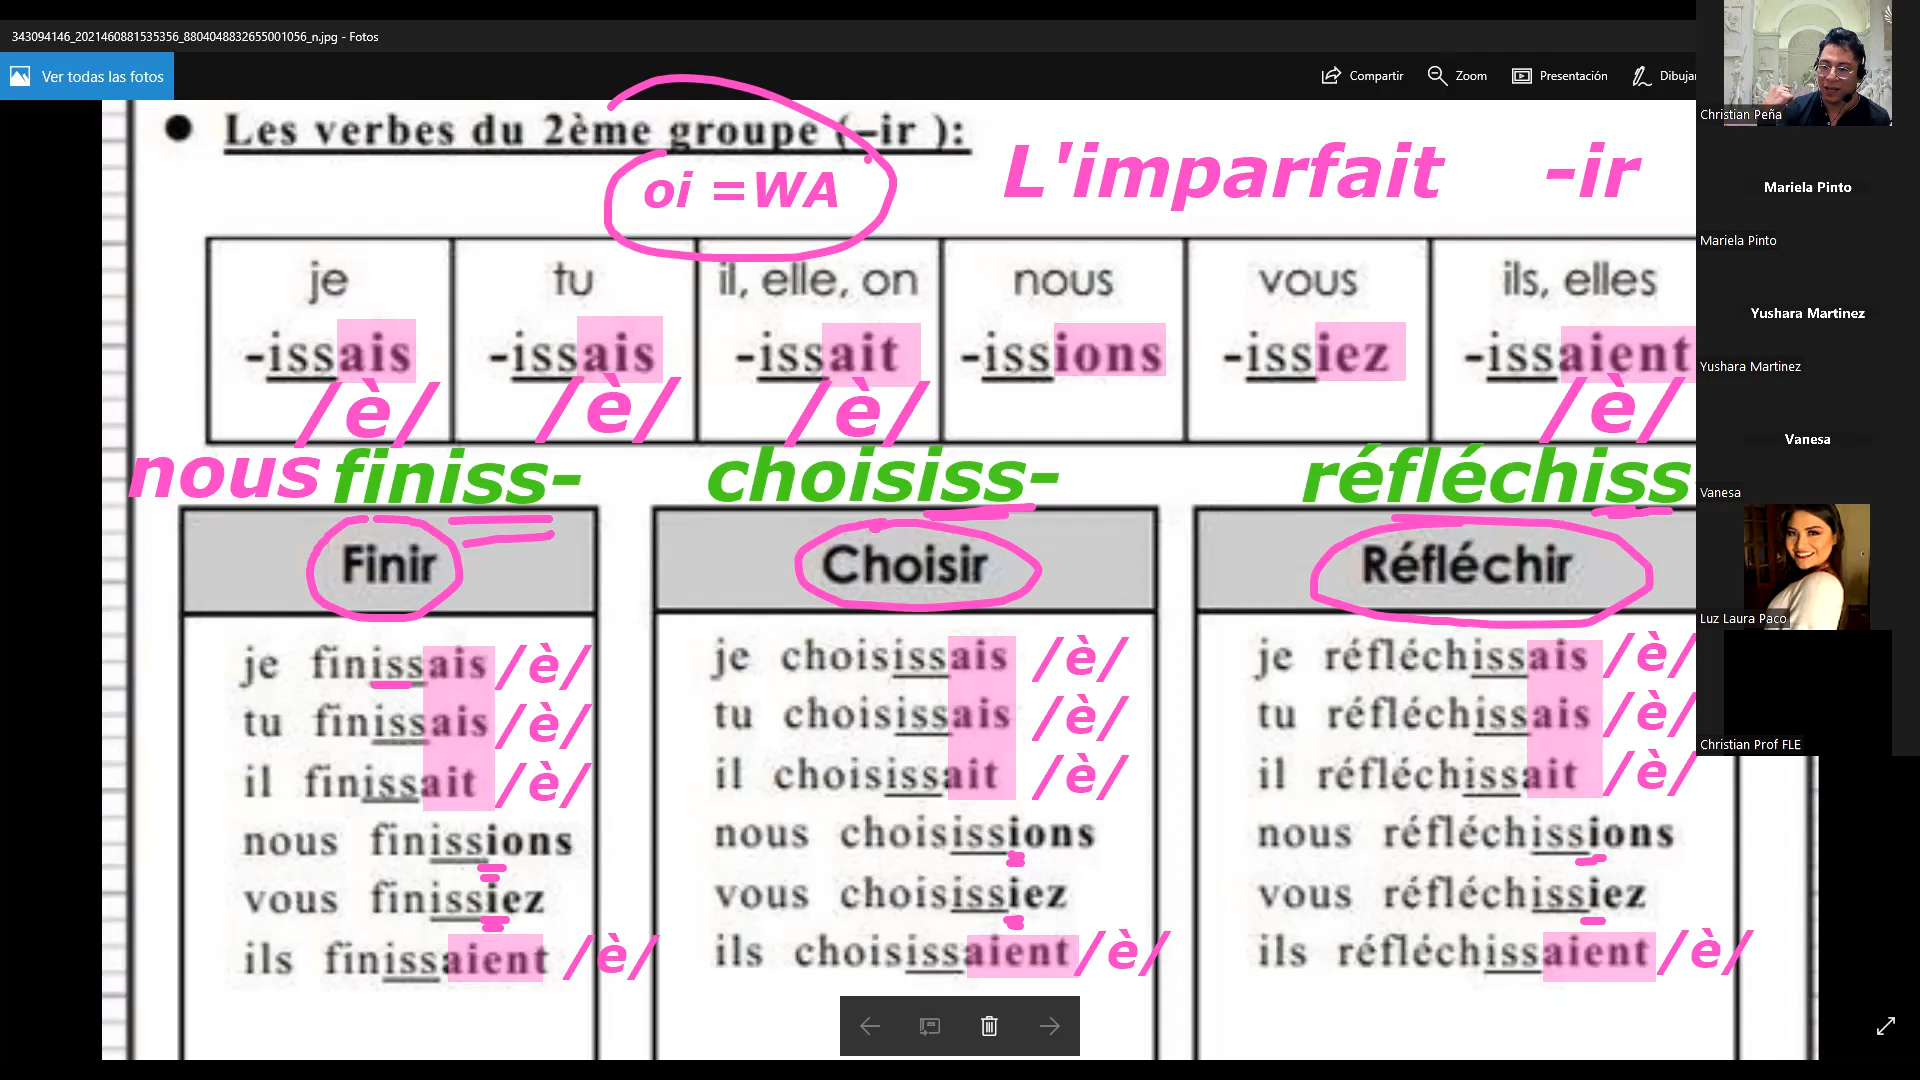 343094146_2021460881535356_8804048832655001056_n.jpg - Fotos
Ver todas las fotos
Compartir Zoom Presentación Dibujar
Les verbes du 2ème groupe (–ir ):
oi =WA
L'imparfait -ir
je tu il, elle, on nous vous ils, elles
-issais -issais -issait -issions -issiez -issaient
/è/ /è/ /è/ /è/
nous finiss- choisiss- réfléchiss
Finir Choisir Réfléchir
je finissais /è/ je choisissais /è/ je réfléchissais /è/
tu finissais /è/ tu choisissais /è/ tu réfléchissais /è/
il finissait /è/ il choisissait /è/ il réfléchissait /è/
nous finissions nous choisissions nous réfléchissions
vous finissiez vous choisissiez vous réfléchissiez
ils finissaient /è/ ils choisissaient /è/ ils réfléchissaient /è/
Christian Peña
Mariela Pinto
Mariela Pinto
Yushara Martinez
Yushara Martinez
Vanesa
Vanesa
Luz Laura Paco
Christian Prof FLE